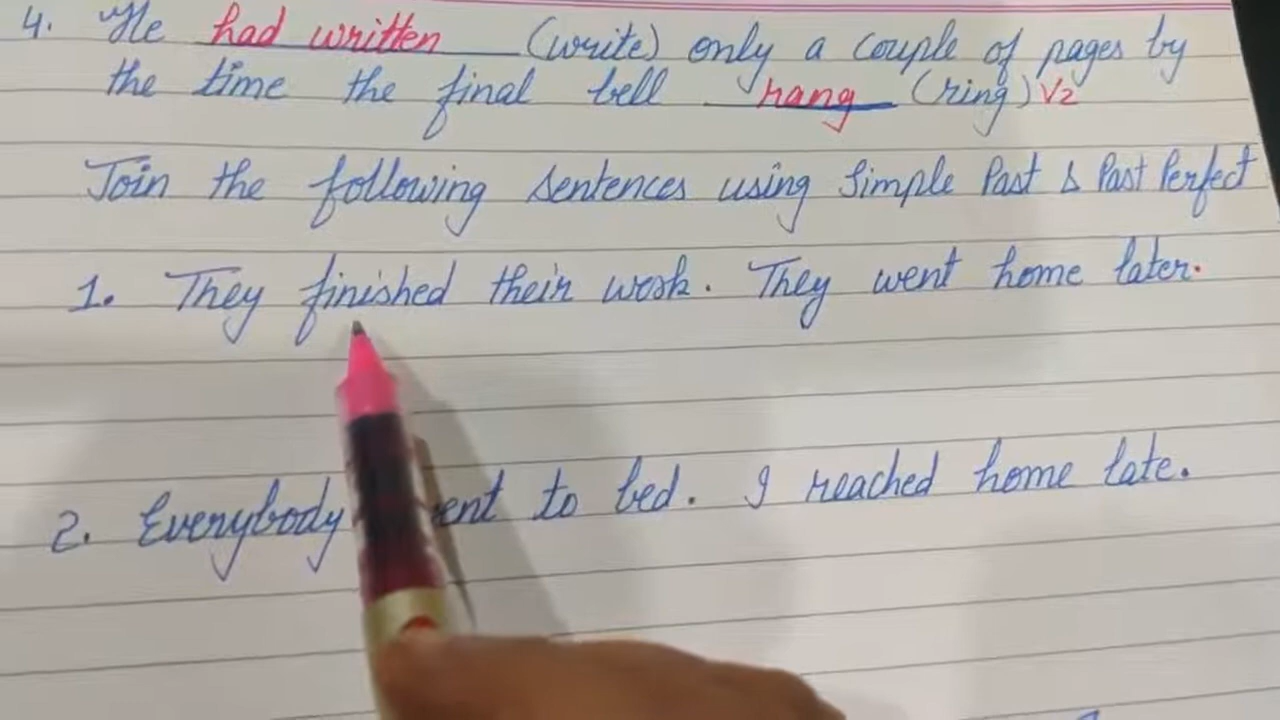 4. He had written (write) only a couple of pages by
the time the final bell rang (ring) V2
Join the following sentences using Simple Past & Past Perfect
1. They finished their work. They went home later.
2. Everybody ent to bed. I reached home late.